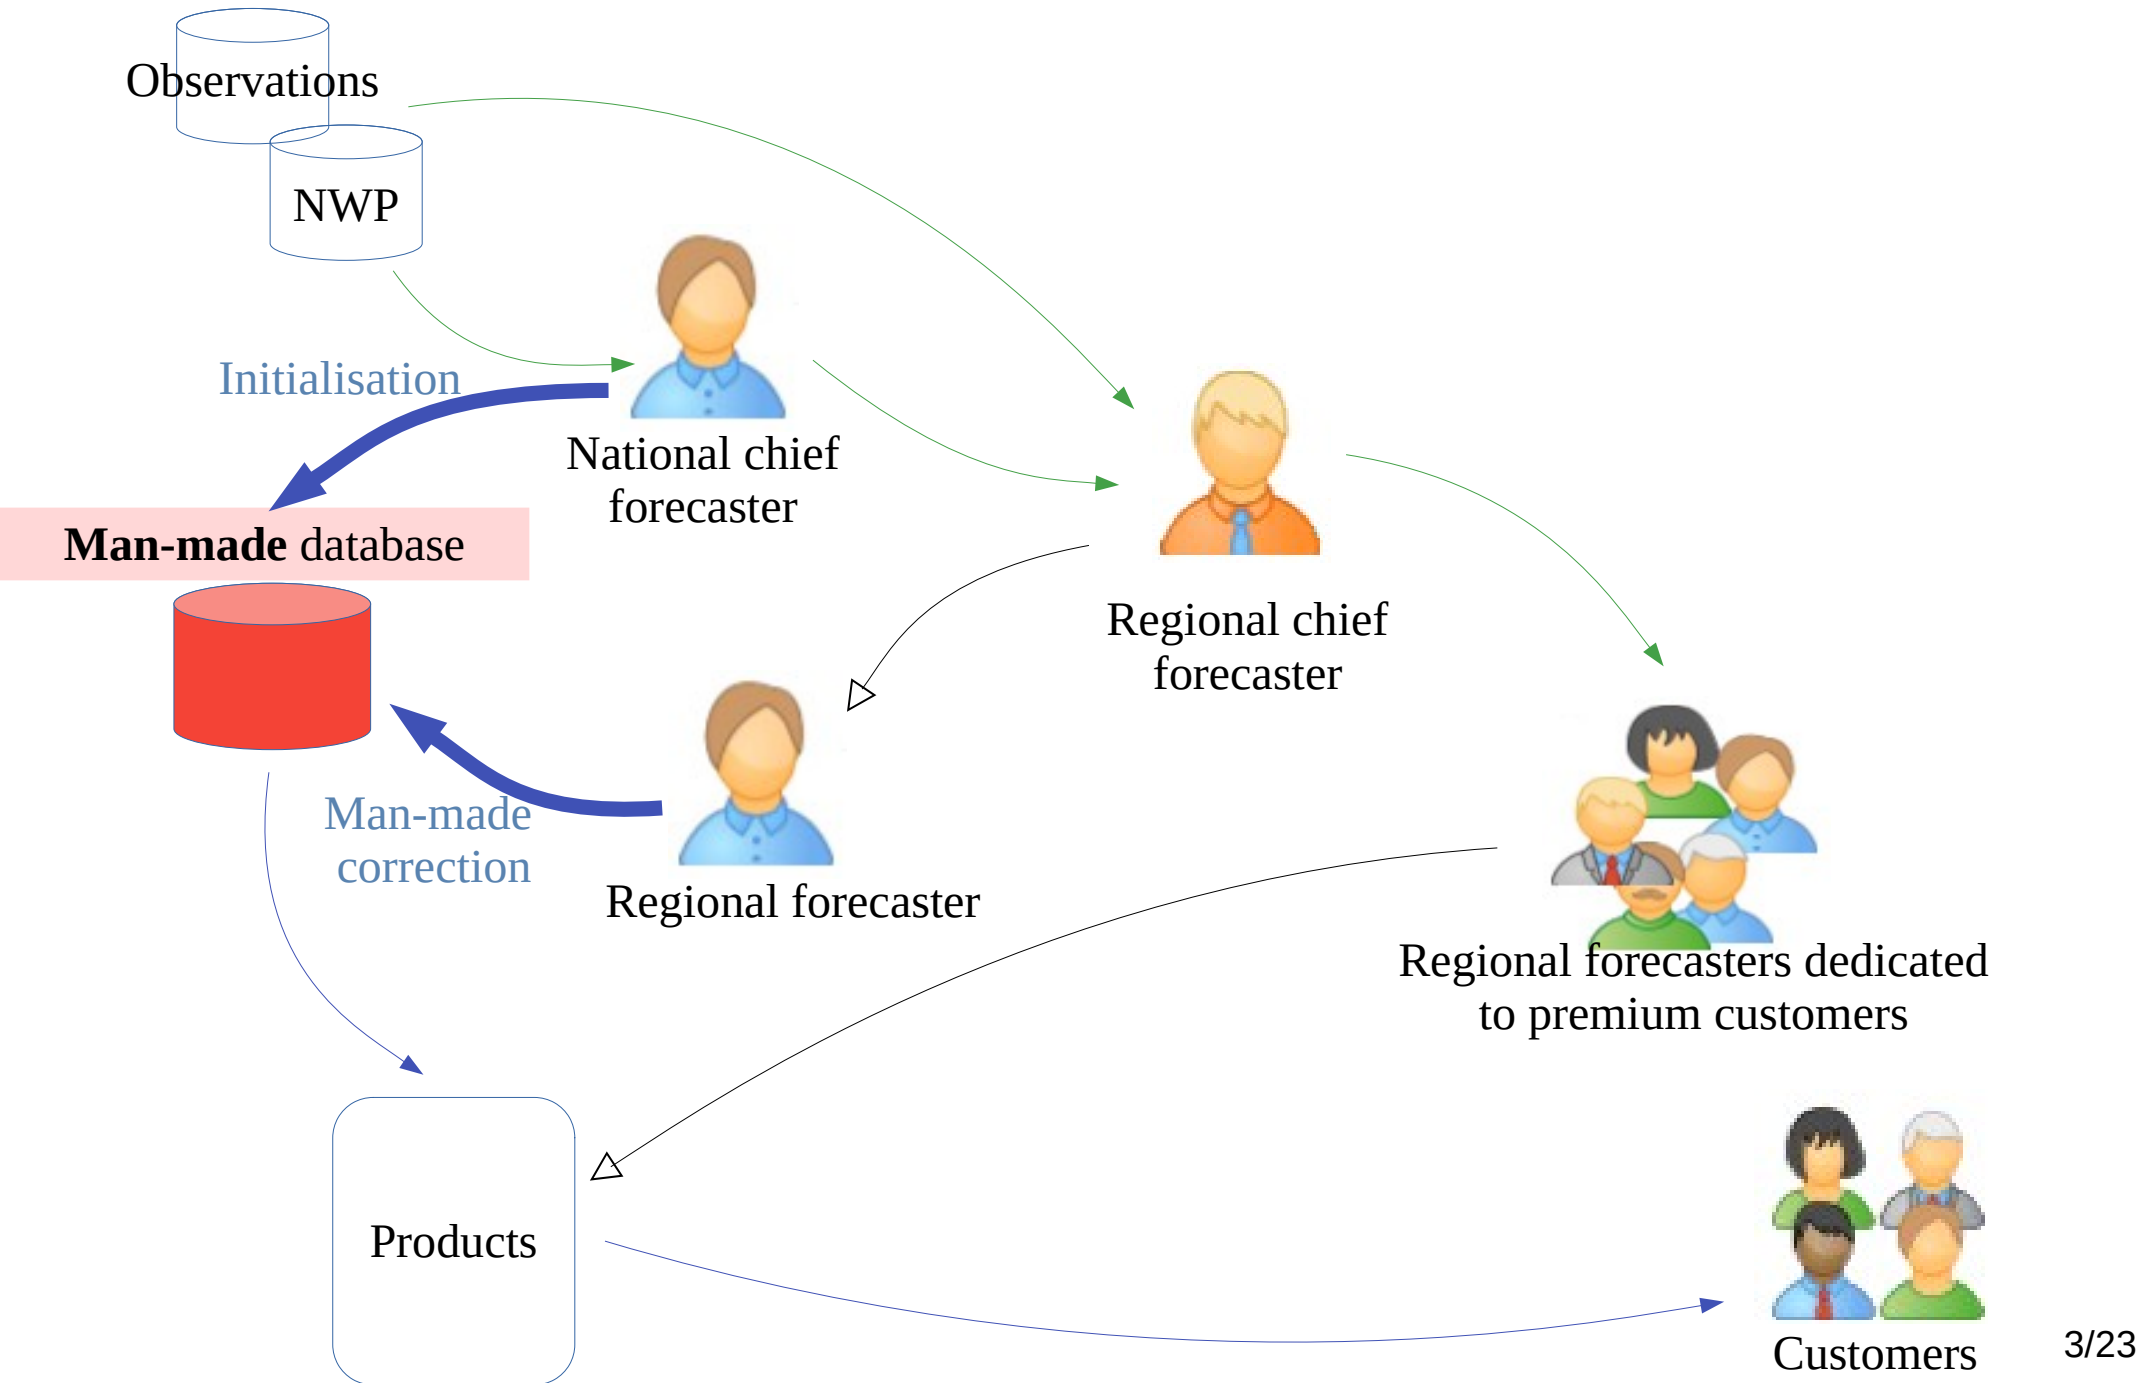 Observations
NWP
Initialisation
National chief
forecaster
Man-made database
Regional chief
forecaster
Man-made
correction
Regional forecaster
Regional forecasters dedicated
to premium customers
Products
Customers
3/23